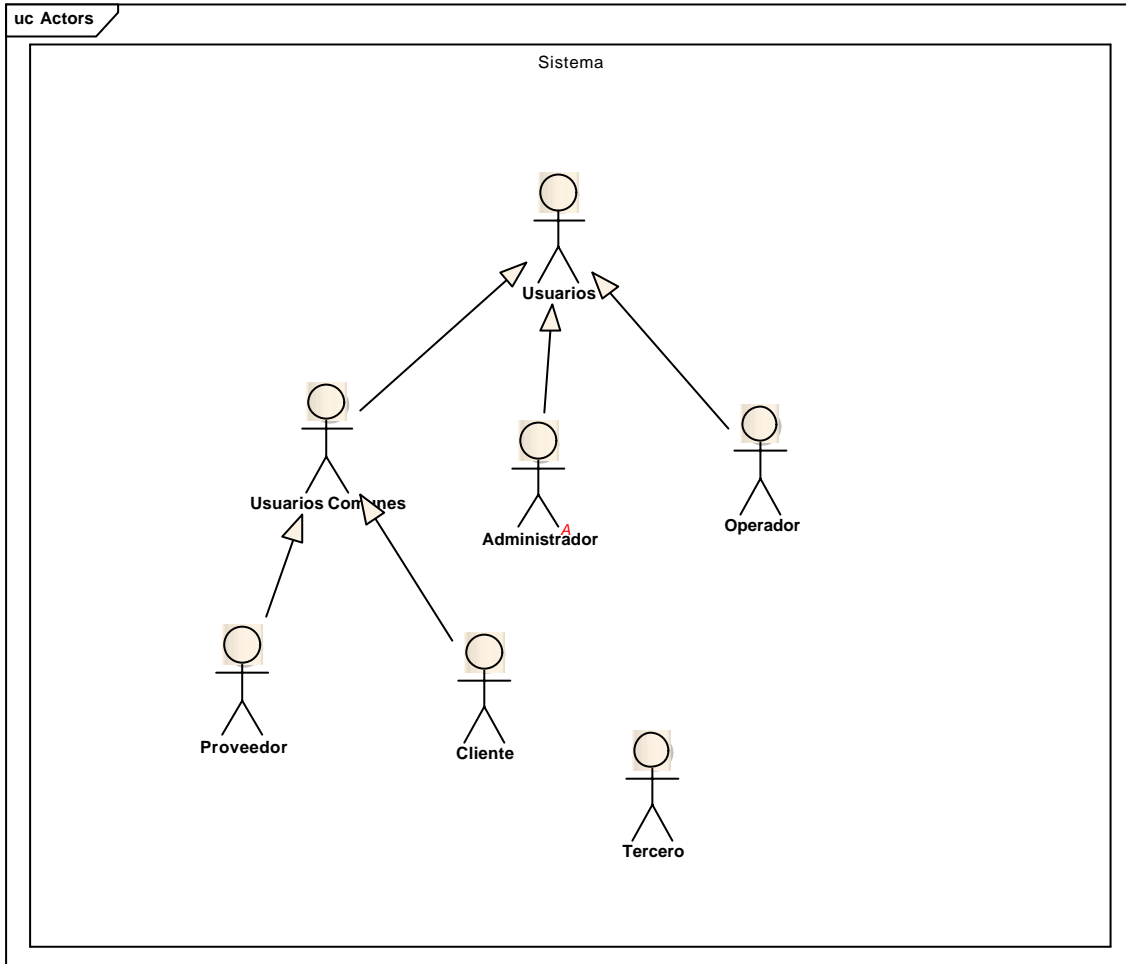 uc Actors
Sistema
Usuarios
Usuarios Comunes
Administrador
A
Operador
Proveedor
Cliente
Tercero